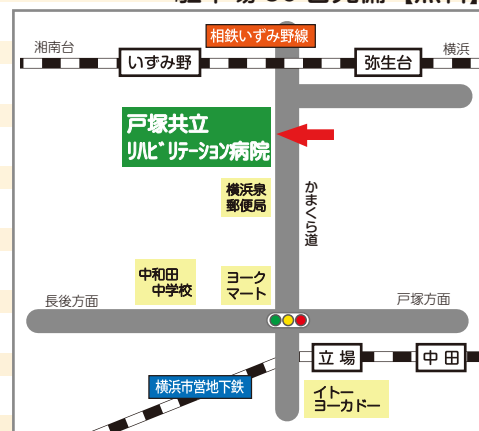 相鉄いずみ野線
湘南台
横浜
いずみ野
弥生台
戸塚共立
リハビリテーション病院
横浜泉
郵便局
かまくら道
中和田
中学校
ヨーク
マート
長後方面
戸塚方面
立場
中田
横浜市営地下鉄
イトー
ヨーカドー